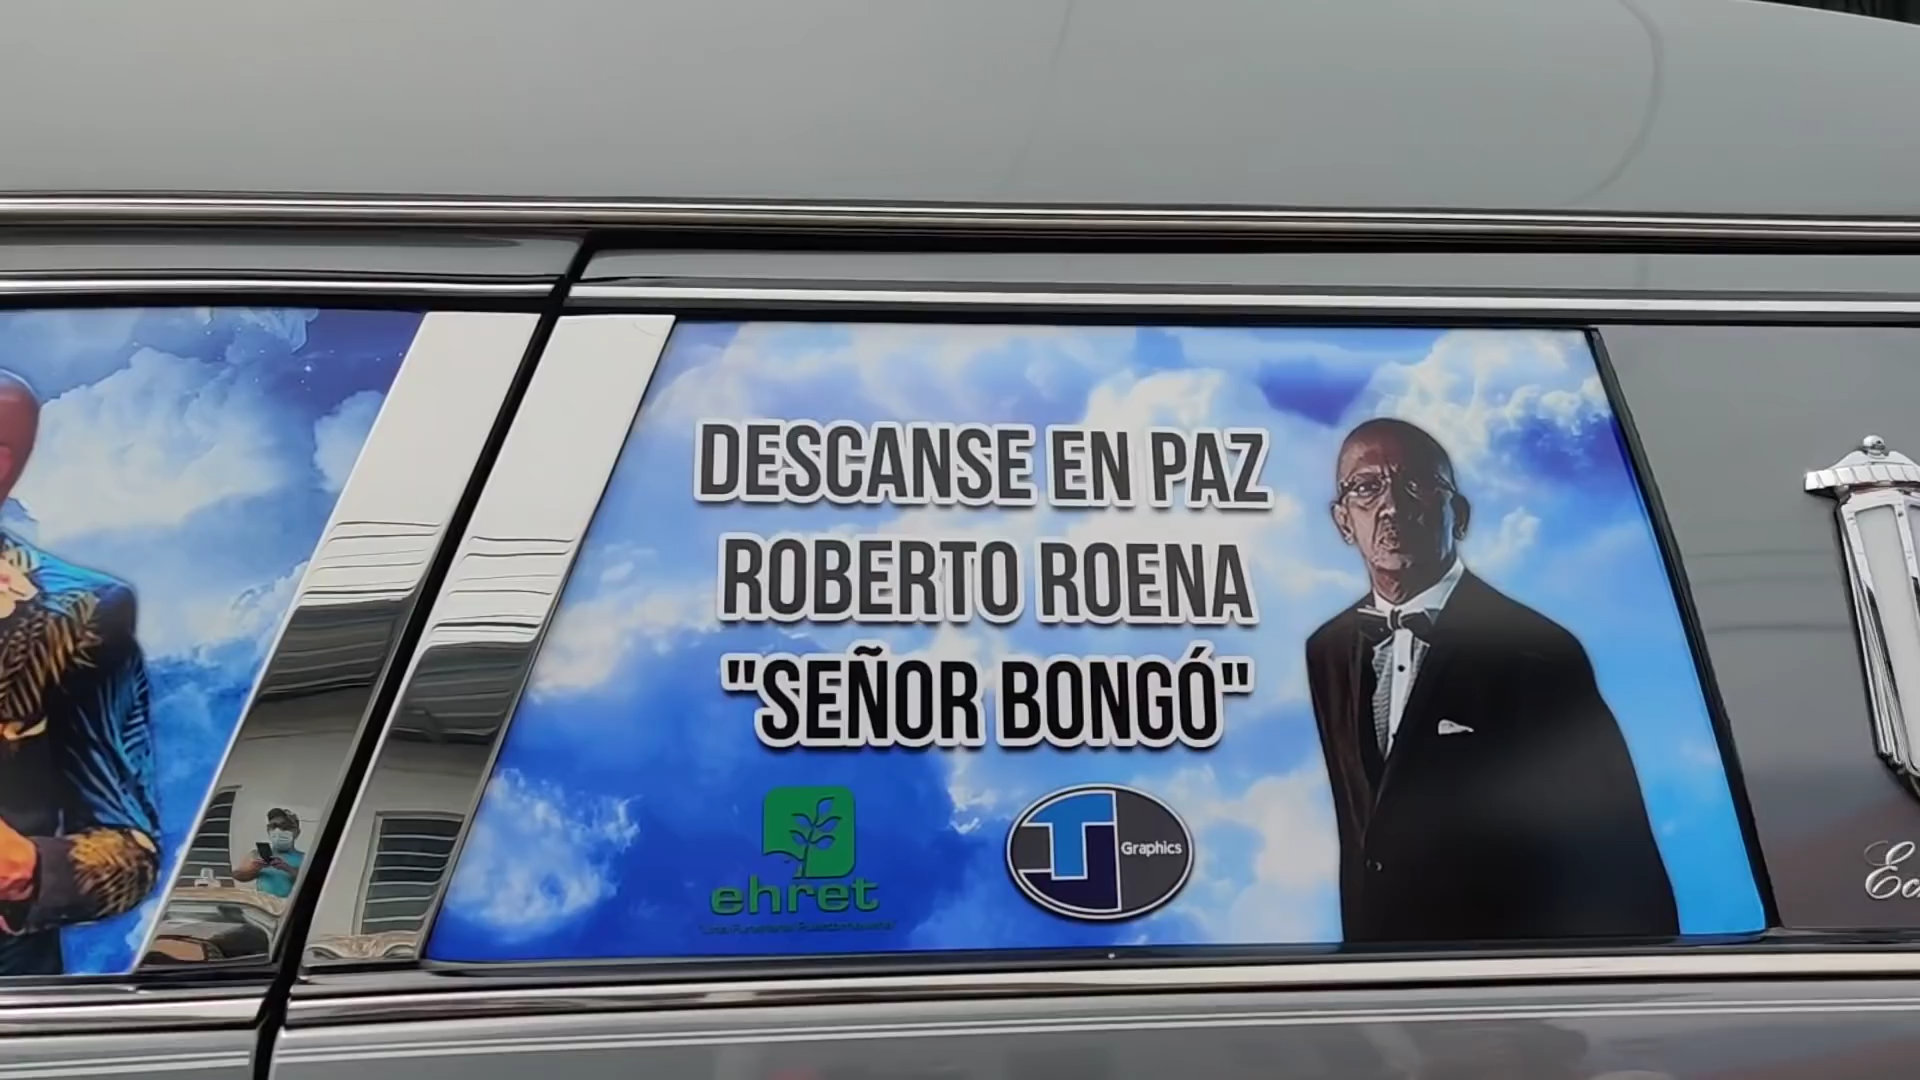 DESCANSE EN PAZ
ROBERTO ROENA
"SEÑOR BONGÓ"
ehret
TJ Graphics